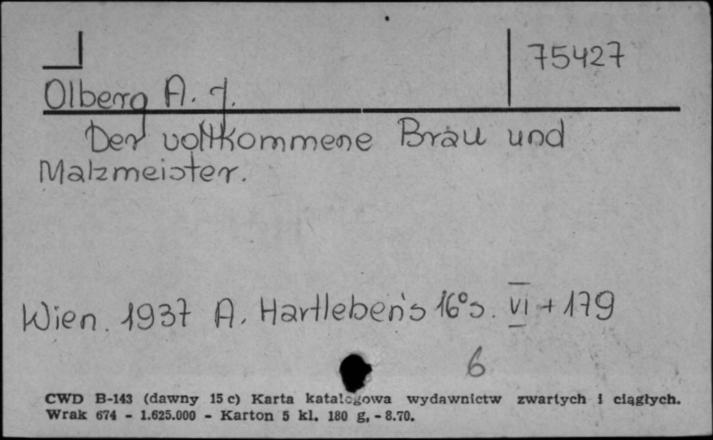 75427
Olberg A. J.
Der vollkommene Bräu und
Malzmeister.
Wien. 1937 A. Hartleben's 16° s. VI + 179
6
CWD B-143 (dawny 15 c) Karta katalogowa wydawnictw zwartych i ciągłych.
Wrak 674 - 1.625.000 - Karton 5 kl. 180 g, - 8.70.